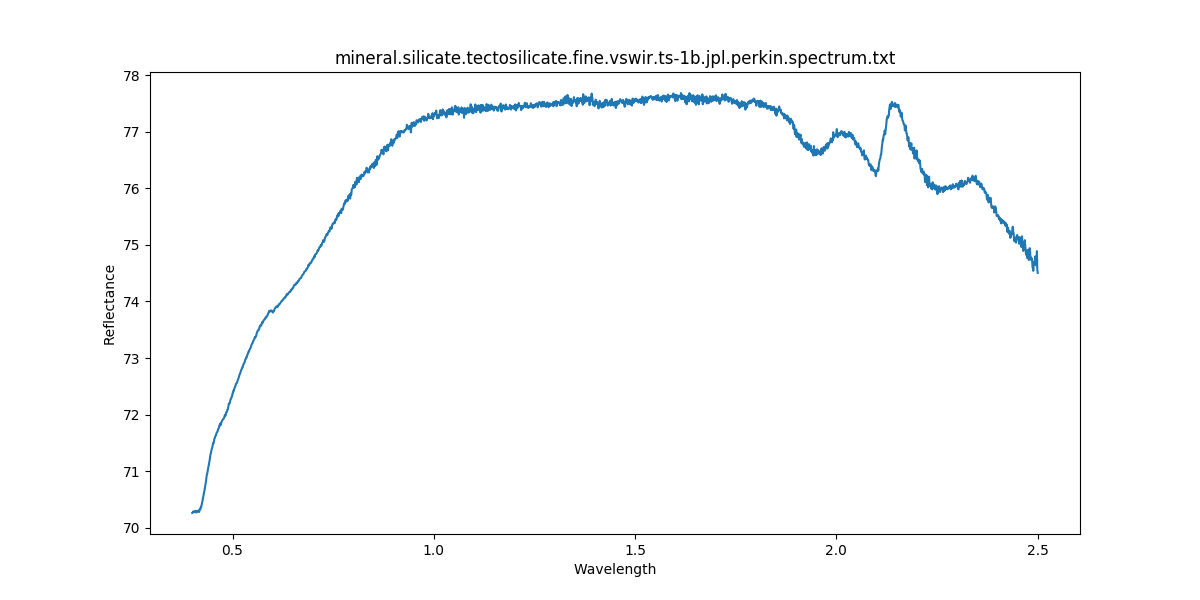 mineral.silicate.tectosilicate.fine.vswir.ts-1b.jpl.perkin.spectrum.txt
78
77
76
75
74
73
72
71
70
Reflectance
0.5 1.0 1.5 2.0 2.5
Wavelength